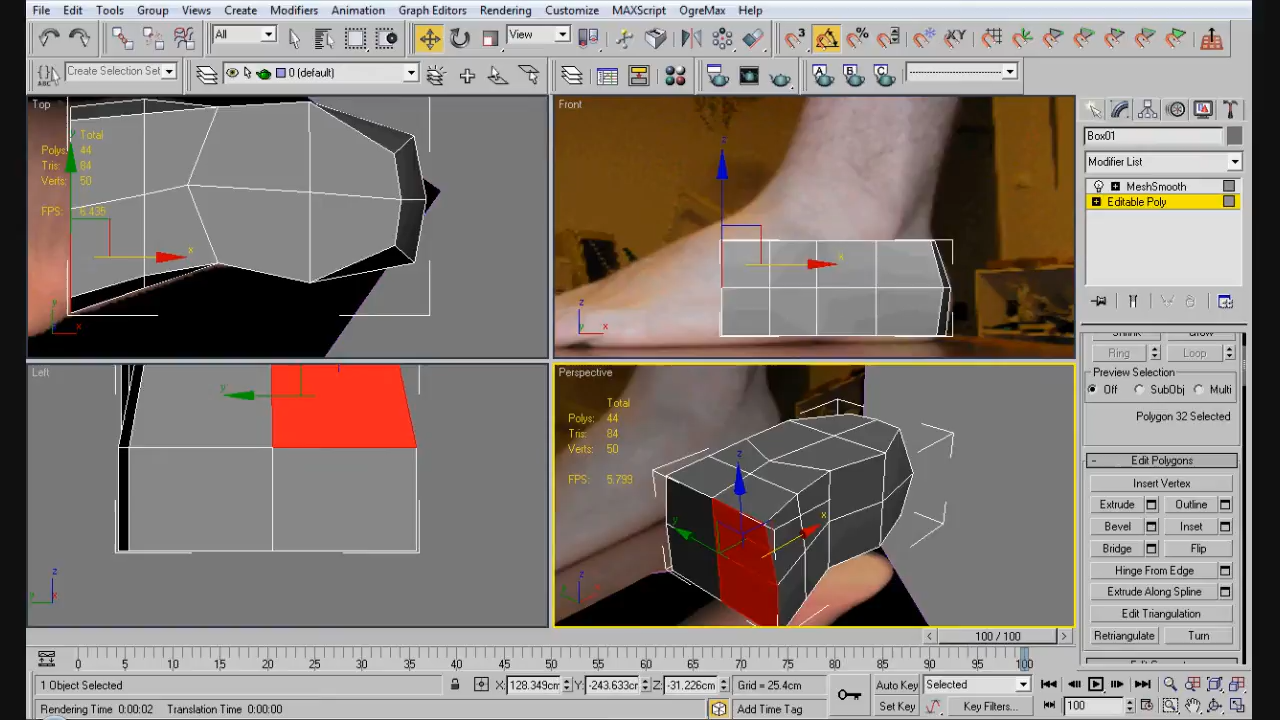 File Edit Tools Group Views Create Modifiers Animation Graph Editors Rendering Customize MAXScript OgreMax Help
All View 3 % XY
ABC Create Selection Set 0 (default) A B C
Top Front
Total
Polys: 44
Tris: 84
Verts: 50
FPS: 6.435
Left Perspective
Total
Polys: 44
Tris: 84
Verts: 50
FPS: 5.799
Box01
Modifier List
MeshSmooth
Editable Poly
Ring Loop
Preview Selection
Off SubObj Multi
Polygon 32 Selected
Edit Polygons
Insert Vertex
Extrude Outline
Bevel Inset
Bridge Flip
Hinge From Edge
Extrude Along Spline
Edit Triangulation
Retriangulate Turn
100 / 100
0 5 10 15 20 25 30 35 40 45 50 55 60 65 70 75 80 85 90 95 100
1 Object Selected X: 128.349cm Y: -243.633cm Z: -31.226cm Grid = 25.4cm Auto Key Selected
Rendering Time 0:00:02 Translation Time 0:00:00 Add Time Tag Set Key Key Filters... 100